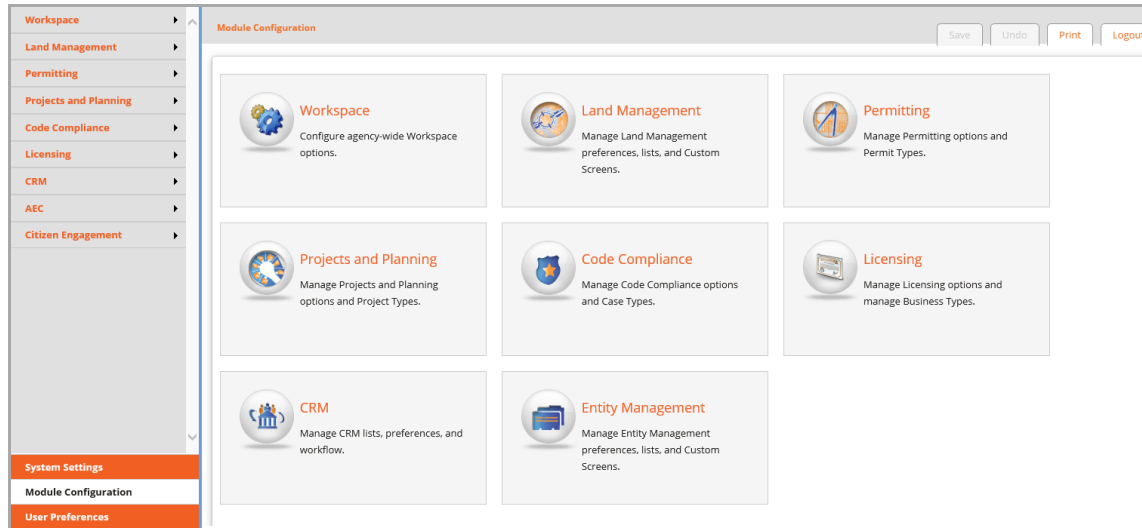 Workspace
Land Management
Permitting
Projects and Planning
Code Compliance
Licensing
CRM
AEC
Citizen Engagement
System Settings
Module Configuration
User Preferences
Module Configuration
Save
Undo
Print
Logout
Workspace
Configure agency-wide Workspace
options.
Land Management
Manage Land Management
preferences, lists, and Custom
Screens.
Permitting
Manage Permitting options and
Permit Types.
Projects and Planning
Manage Projects and Planning
options and Project Types.
Code Compliance
Manage Code Compliance options
and Case Types.
Licensing
Manage Licensing options and
manage Business Types.
CRM
Manage CRM lists, preferences, and
workflow.
Entity Management
Manage Entity Management
preferences, lists, and Custom
Screens.